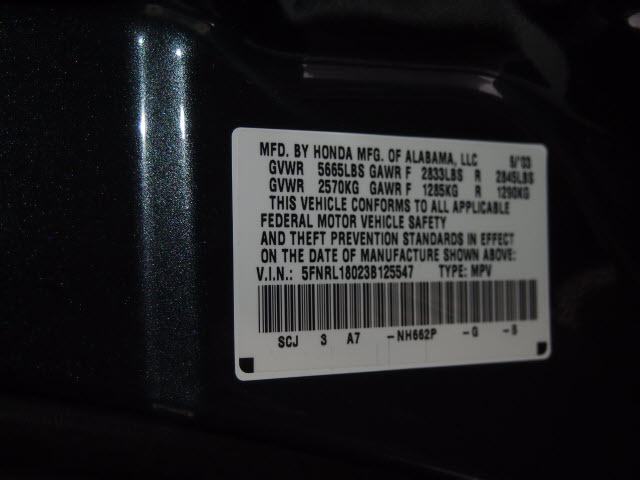 MFD. BY HONDA MFG. OF ALABAMA, LLC 5/'03
GVWR 5665LBS GAWR F 2833LBS R 2845LBS
GVWR 2570KG GAWR F 1285KG R 1290KG
THIS VEHICLE CONFORMS TO ALL APPLICABLE
FEDERAL MOTOR VEHICLE SAFETY
AND THEFT PREVENTION STANDARDS IN EFFECT
ON THE DATE OF MANUFACTURE SHOWN ABOVE:
V.I.N.: 5FNRL18023B125547 TYPE: MPV
SCJ 3 A7 -NH662P -G -B